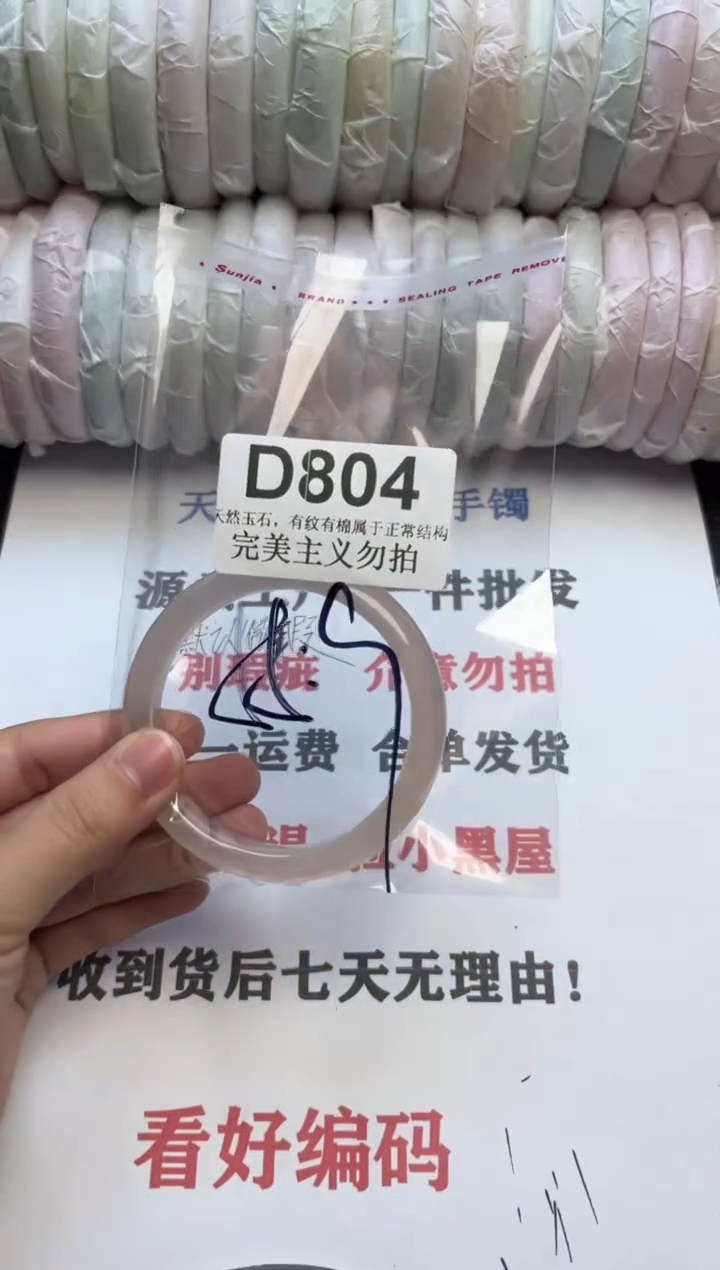 Sunjia
BRAND
SEALING TAPE REMOVE
D804
天然玉石，有纹有棉属于正常结构
完美主义勿拍
天 手镯
源 件批发
别瑕疵 介意勿拍
一运费 合单发货
小黑屋
收到货后七天无理由！
看好编码